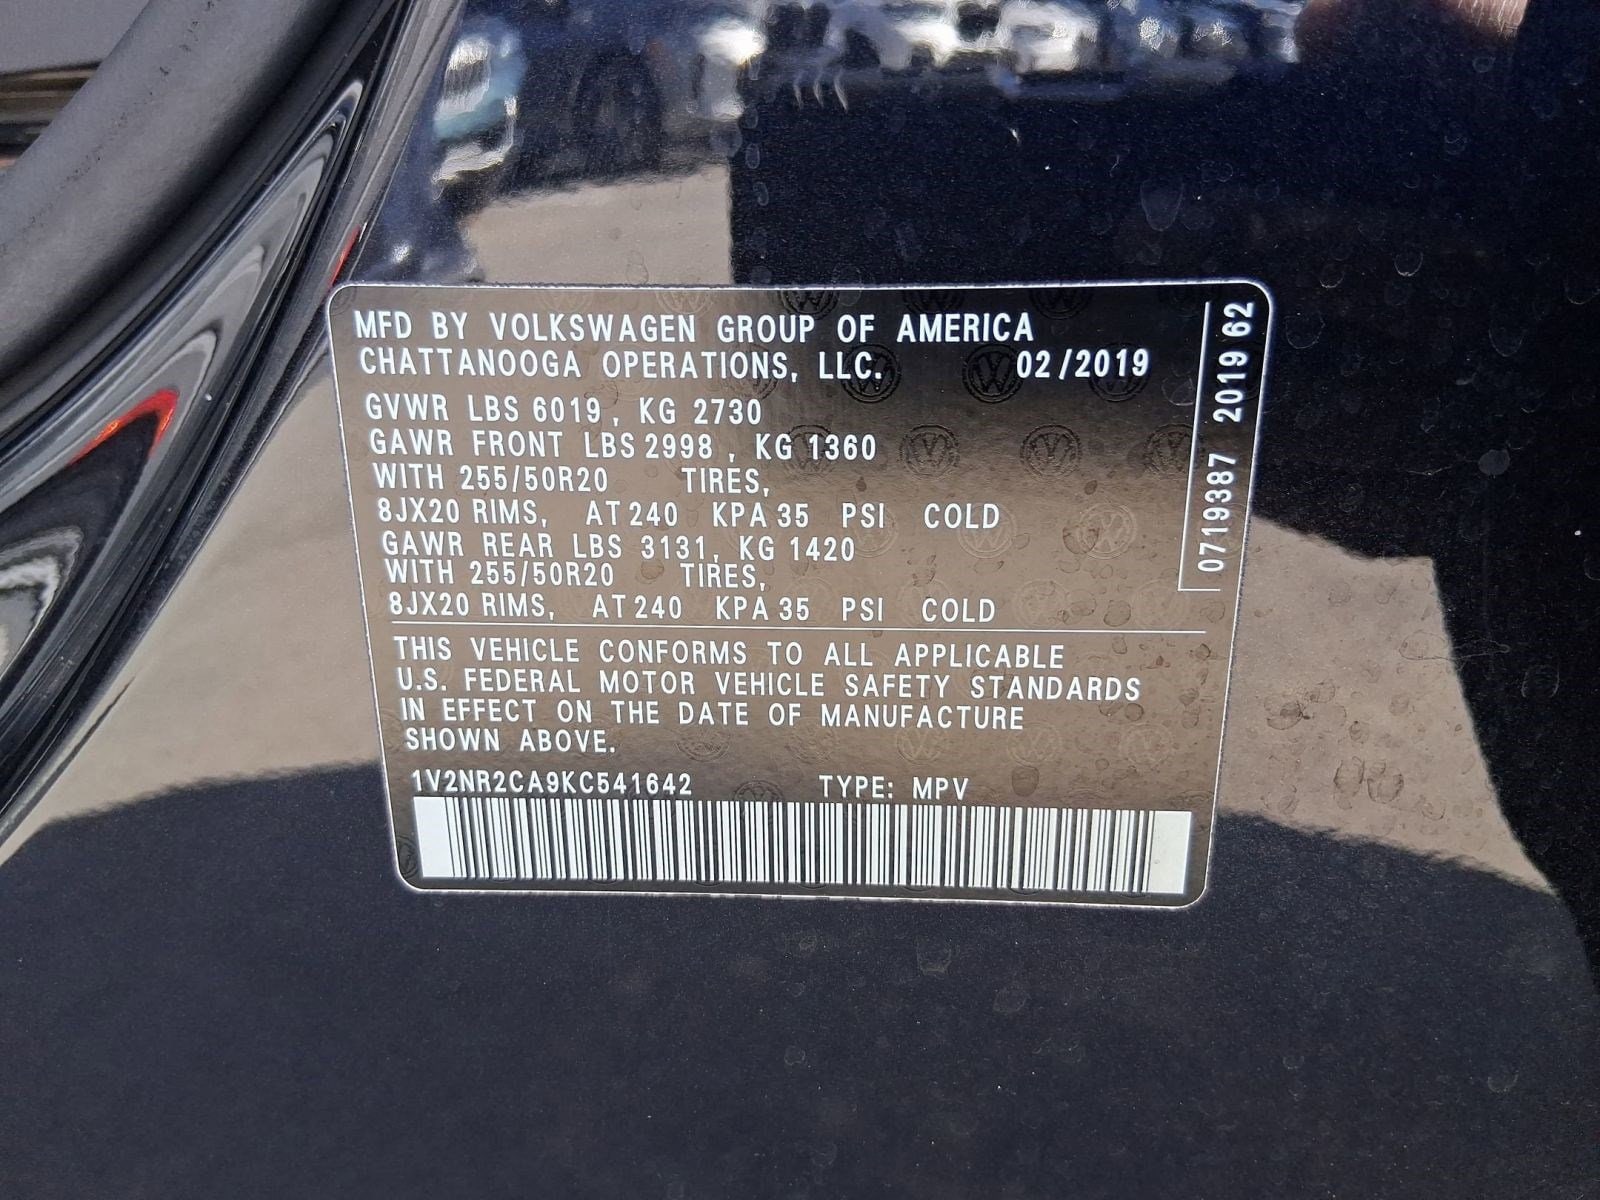 MFD BY VOLKSWAGEN GROUP OF AMERICA
CHATTANOOGA OPERATIONS, LLC. 02/2019
GVWR LBS 6019, KG 2730
GAWR FRONT LBS 2998, KG 1360
WITH 255/50R20 TIRES,
8JX20 RIMS, AT 240 KPA 35 PSI COLD
GAWR REAR LBS 3131, KG 1420
WITH 255/50R20 TIRES,
8JX20 RIMS, AT 240 KPA 35 PSI COLD
THIS VEHICLE CONFORMS TO ALL APPLICABLE
U.S. FEDERAL MOTOR VEHICLE SAFETY STANDARDS
IN EFFECT ON THE DATE OF MANUFACTURE
SHOWN ABOVE.
1V2NR2CA9KC541642 TYPE: MPV
0719387 2019 62